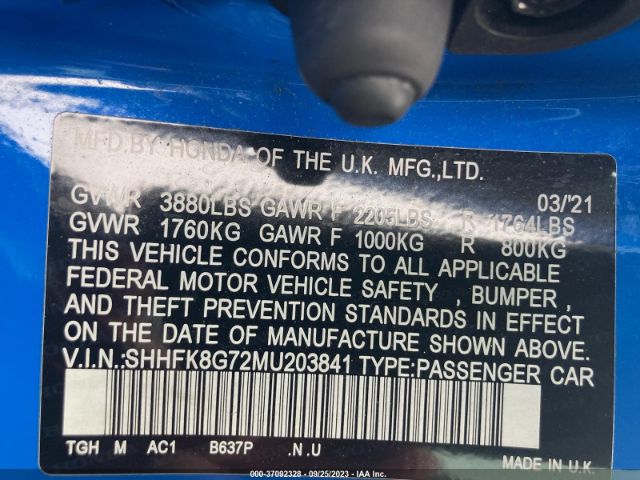 MFD.BY HONDA OF THE U.K. MFG.,LTD.
03/'21
GVWR 3880LBS GAWR F 2205LBS R 1764LBS
GVWR 1760KG GAWR F 1000KG R 800KG
THIS VEHICLE CONFORMS TO ALL APPLICABLE
FEDERAL MOTOR VEHICLE SAFETY , BUMPER ,
AND THEFT PREVENTION STANDARDS IN EFFECT
ON THE DATE OF MANUFACTURE SHOWN ABOVE.
V.I.N.:SHHFK8G72MU203841 TYPE:PASSENGER CAR
TGH M AC1 B637P .N.U
MADE IN U.K.
000-37092328 - 09/25/2023 - IAA Inc.